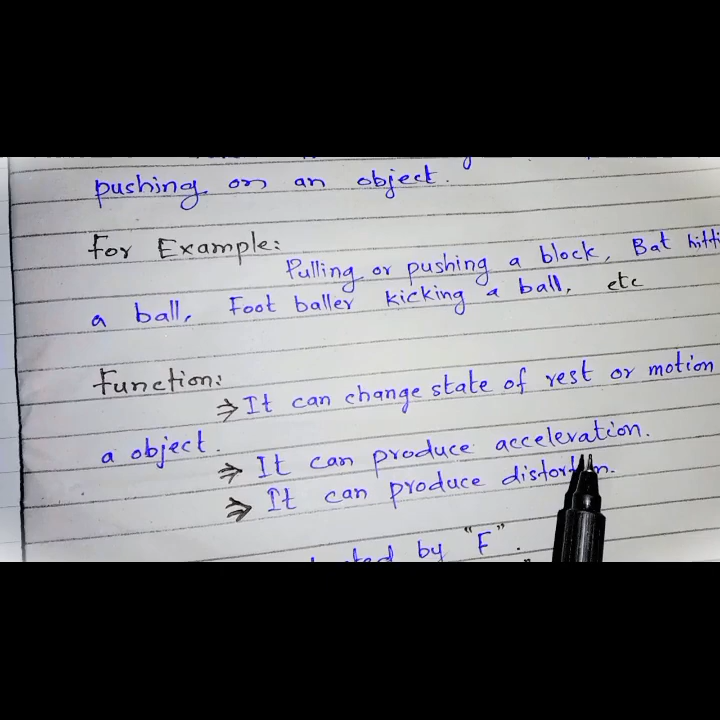 pushing on an object.
For Example:
Pulling or pushing a block, Bat
a ball, Foot baller kicking a ball, etc
Function:
⇒ It can change state of rest or motion
a object.
⇒ It can produce acceleration.
⇒ It can produce
by "F".